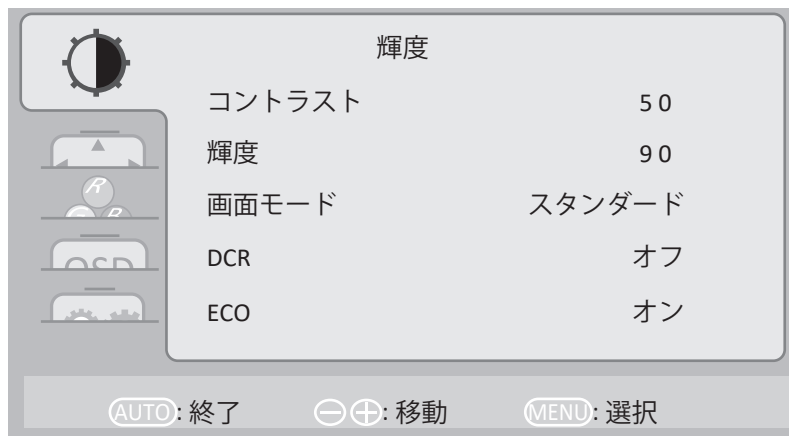 輝度
コントラスト 50
輝度 90
画面モード スタンダード
R
DCR オフ
OSD
ECO オン
AUTO: 終了 : 移動 MENU: 選択